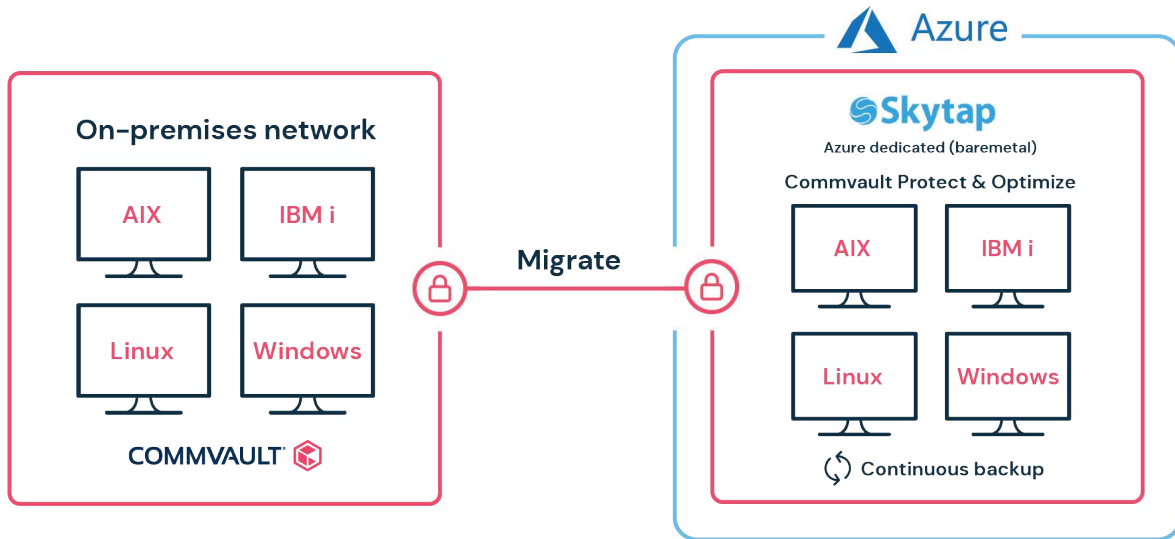 On-premises network
AIX
IBM i
Linux
Windows
COMMVAULT
Migrate
Azure
Skytap
Azure dedicated (baremetal)
Commvault Protect & Optimize
AIX
IBM i
Linux
Windows
Continuous backup